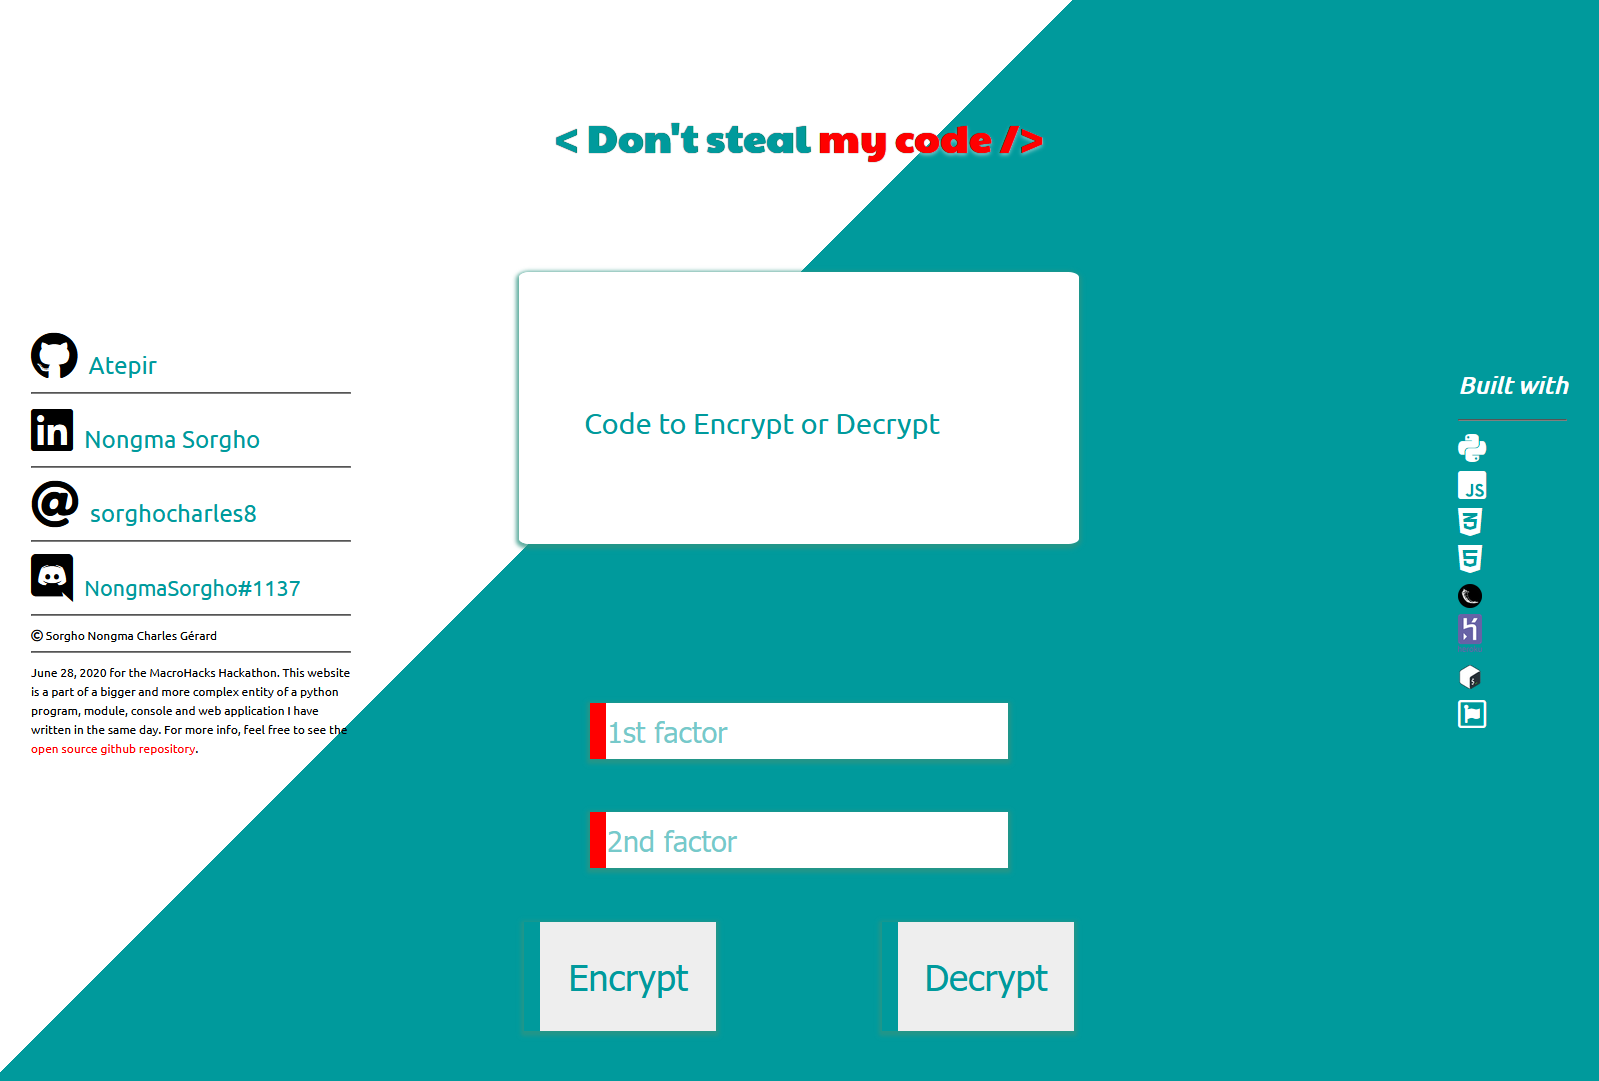 < Don't steal my code />
Code to Encrypt or Decrypt
Atepir
Nongma Sorgho
sorghocharles8
NongmaSorgho#1137
© Sorgho Nongma Charles Gérard
June 28, 2020 for the MacroHacks Hackathon. This website
is a part of a bigger and more complex entity of a python
program, module, console and web application I have
written in the same day. For more info, feel free to see the
open source github repository.
Built with
JS
1st factor
2nd factor
Encrypt
Decrypt